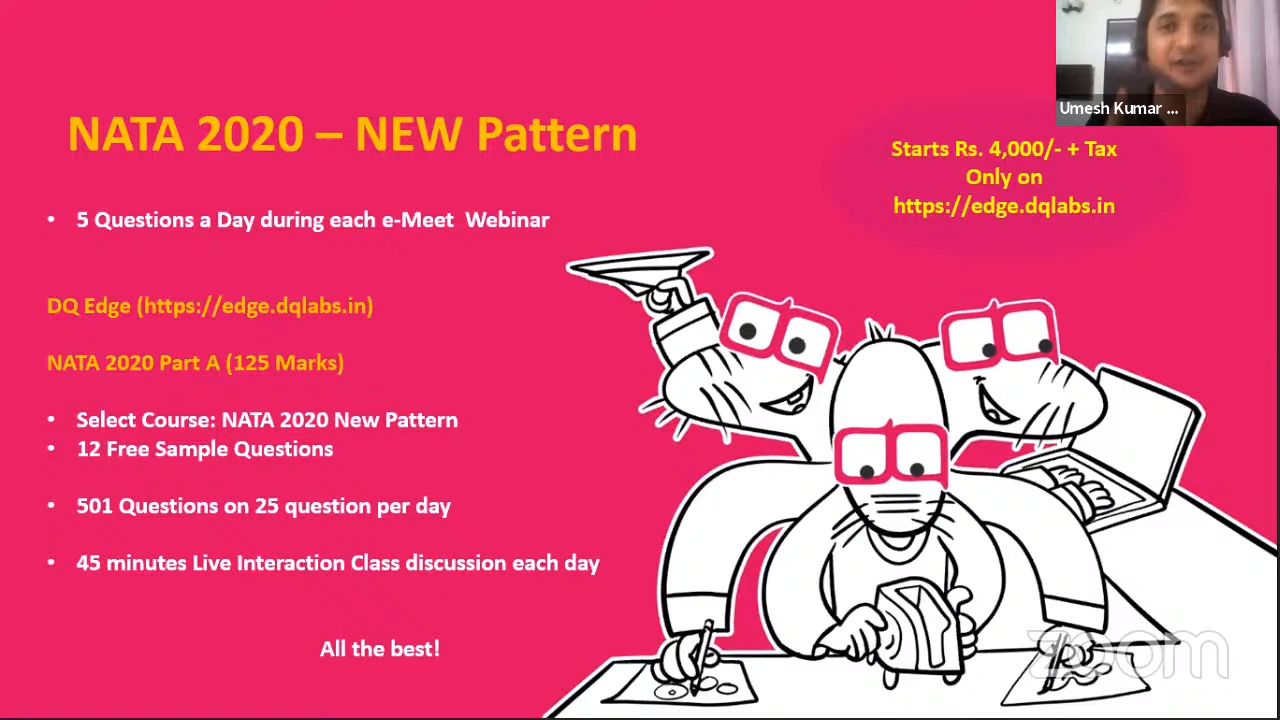 Umesh Kumar ...
NATA 2020 – NEW Pattern
Starts Rs. 4,000/- + Tax
Only on
https://edge.dqlabs.in
• 5 Questions a Day during each e-Meet Webinar
DQ Edge (https://edge.dqlabs.in)
NATA 2020 Part A (125 Marks)
• Select Course: NATA 2020 New Pattern
• 12 Free Sample Questions
• 501 Questions on 25 question per day
• 45 minutes Live Interaction Class discussion each day
All the best!
zoom